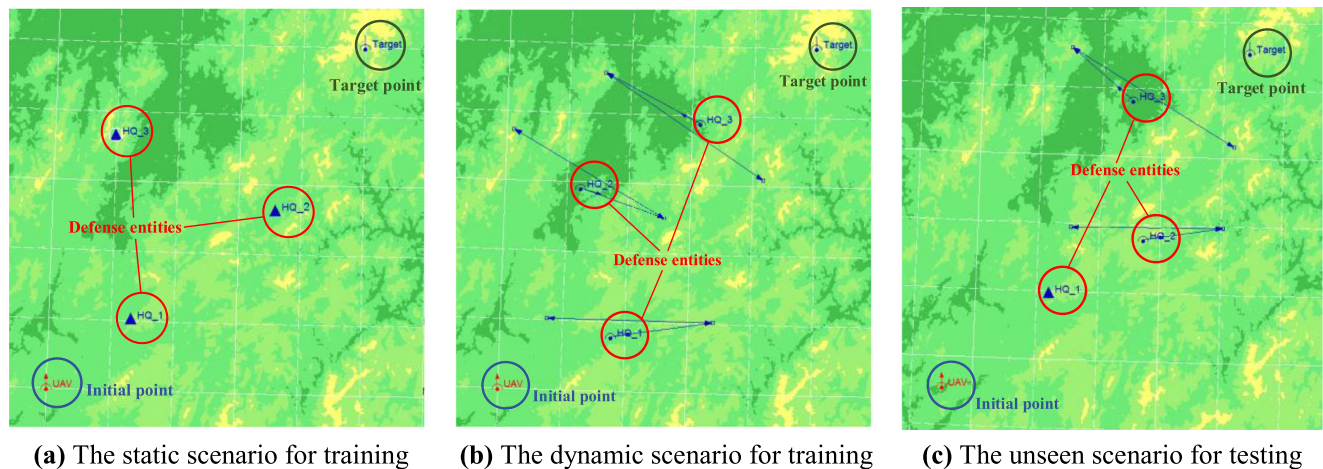 Target
Target point
HQ_3
HQ_2
Defense entities
HQ_1
UAV
Initial point
(a) The static scenario for training
Target
Target point
HQ_3
HQ_2
Defense entities
HQ_1
UAV
Initial point
(b) The dynamic scenario for training
Target
Target point
HQ_3
Defense entities
HQ_2
HQ_1
UAV
Initial point
(c) The unseen scenario for testing